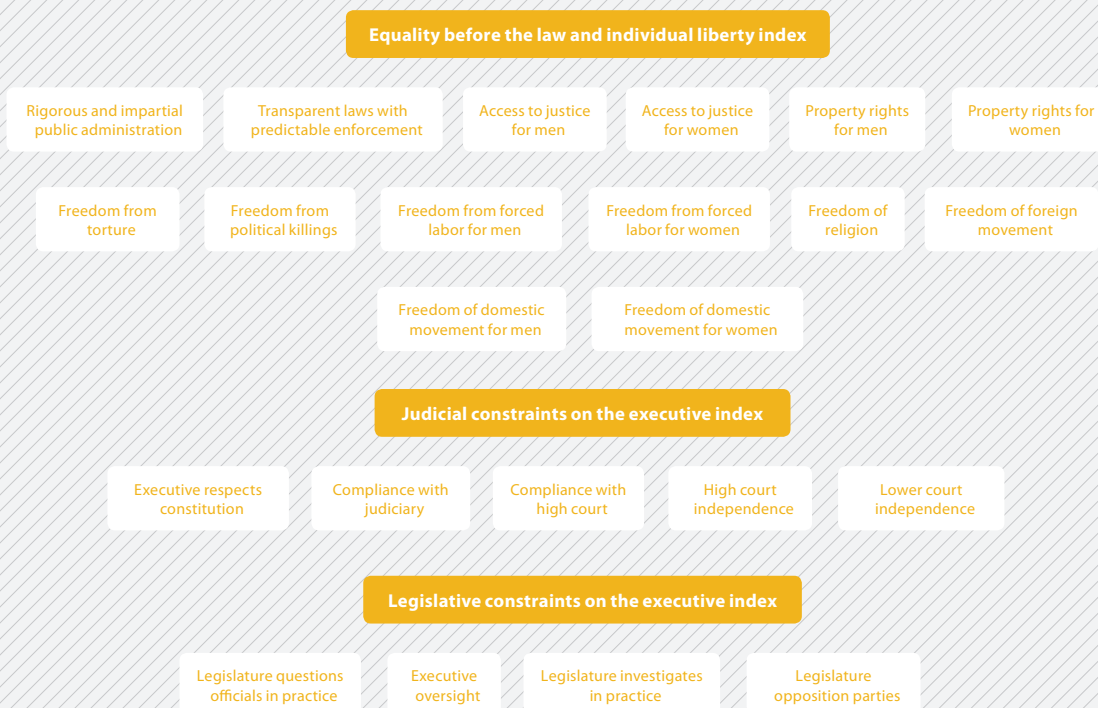 Equality before the law and individual liberty index
Rigorous and impartial
public administration
Transparent laws with
predictable enforcement
Access to justice
for men
Access to justice
for women
Property rights
for men
Property rights for
women
Freedom from
torture
Freedom from
political killings
Freedom from forced
labor for men
Freedom from forced
labor for women
Freedom of
religion
Freedom of foreign
movement
Freedom of domestic
movement for men
Freedom of domestic
movement for women
Judicial constraints on the executive index
Executive respects
constitution
Compliance with
judiciary
Compliance with
high court
High court
independence
Lower court
independence
Legislative constraints on the executive index
Legislature questions
officials in practice
Executive
oversight
Legislature investigates
in practice
Legislature
opposition parties